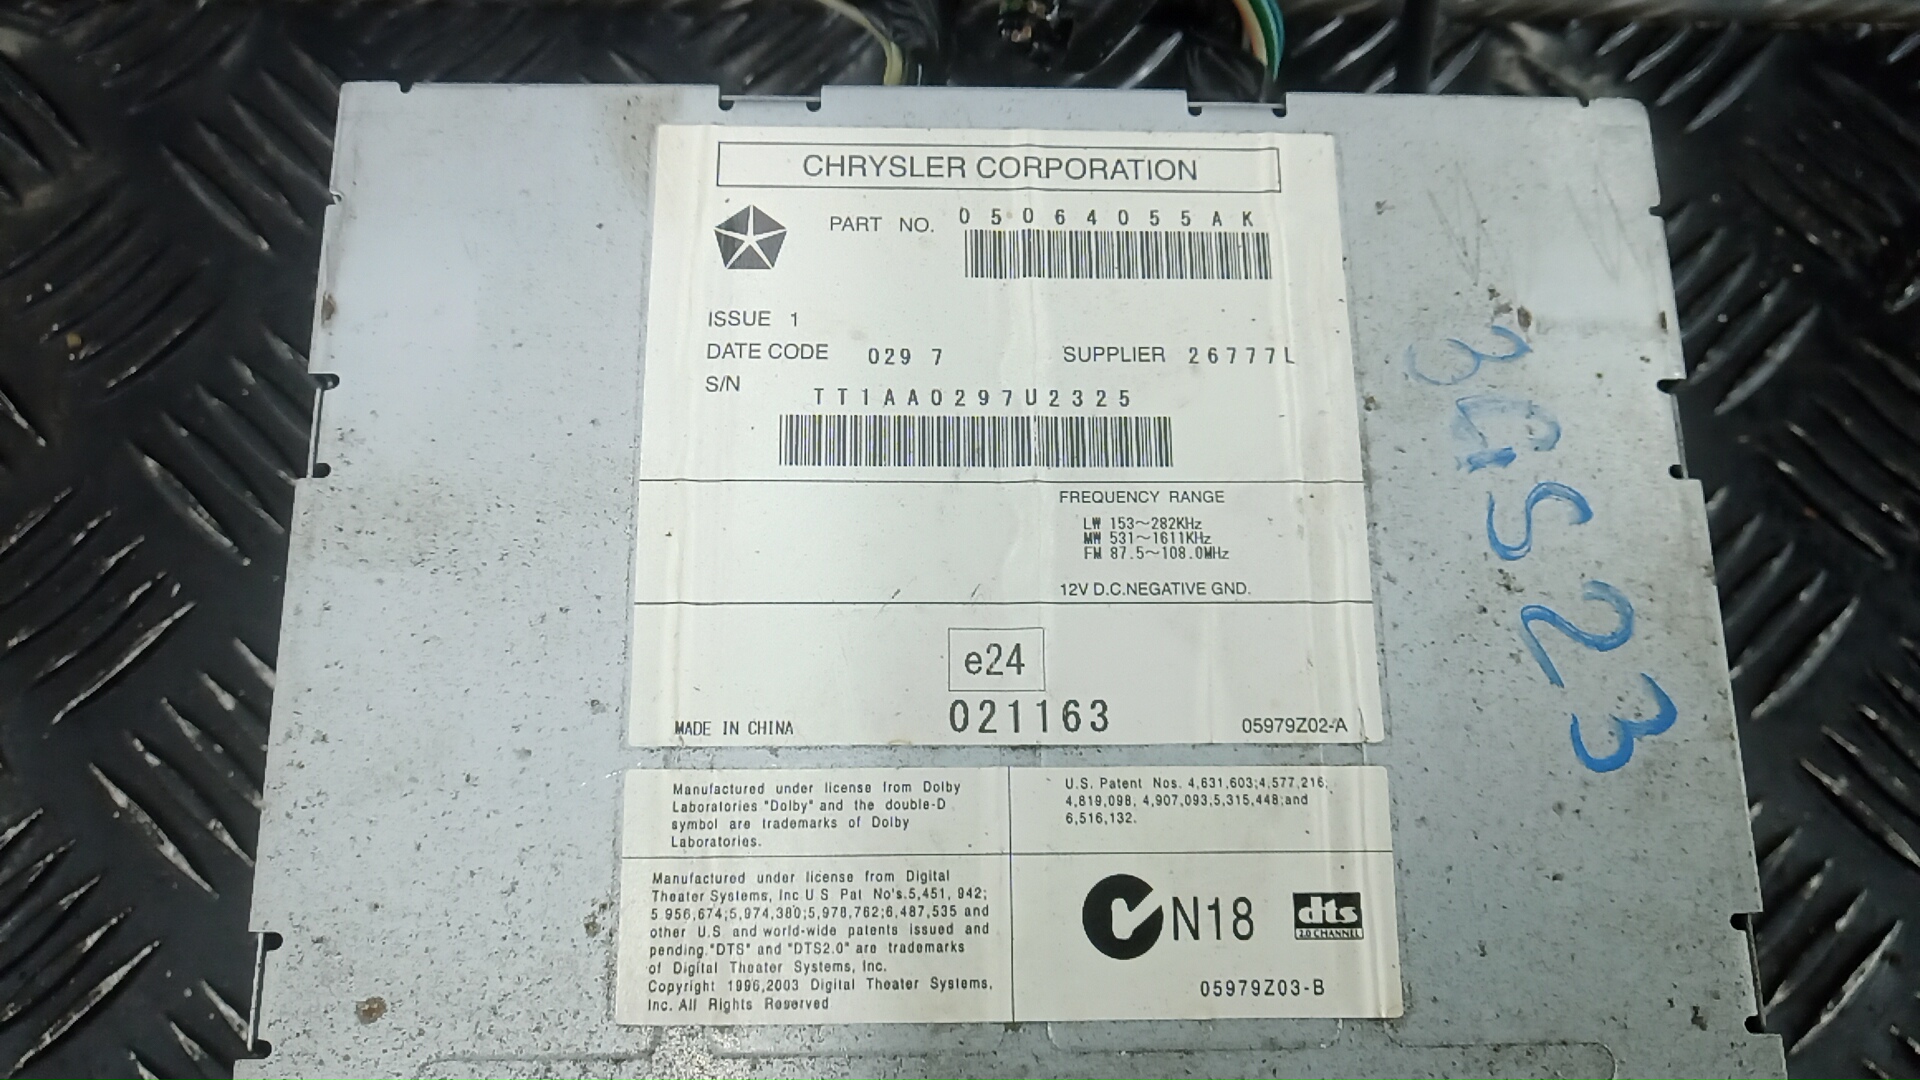 CHRYSLER CORPORATION
PART NO. 05064055AK
ISSUE 1
DATE CODE 029 7 SUPPLIER 26777L
S/N TT1AA0297U2325
FREQUENCY RANGE
LW 153~282KHz
MW 531~1611KHz
FM 87.5~108.0MHz
12V D.C.NEGATIVE GND.
e24
021163
MADE IN CHINA 05979Z02-A
Manufactured under license from Dolby
Laboratories "Dolby" and the double-D
symbol are trademarks of Dolby
Laboratories.
U.S. Patent Nos. 4,631,603;4,577,216;
4,819,098, 4,907,093,5,315,448;and
6,516,132.
Manufactured under license from Digital
Theater Systems, Inc U S Pat No's.5,451, 942;
5 956,674;5,974,380;5,978,762;6,487,535 and
other U.S. and world-wide patents issued and
pending."DTS" and "DTS2.0" are trademarks
of Digital Theater Systems, Inc.
Copyright 1996,2003 Digital Theater Systems,
Inc. All Rights Reserved
N18
dts
2.0 CHANNEL
05979Z03-B
3GS23